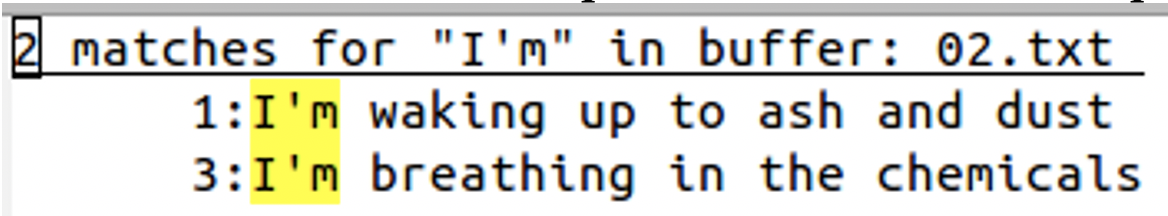 2 matches for "I'm" in buffer: 02.txt
1:I'm waking up to ash and dust
3:I'm breathing in the chemicals